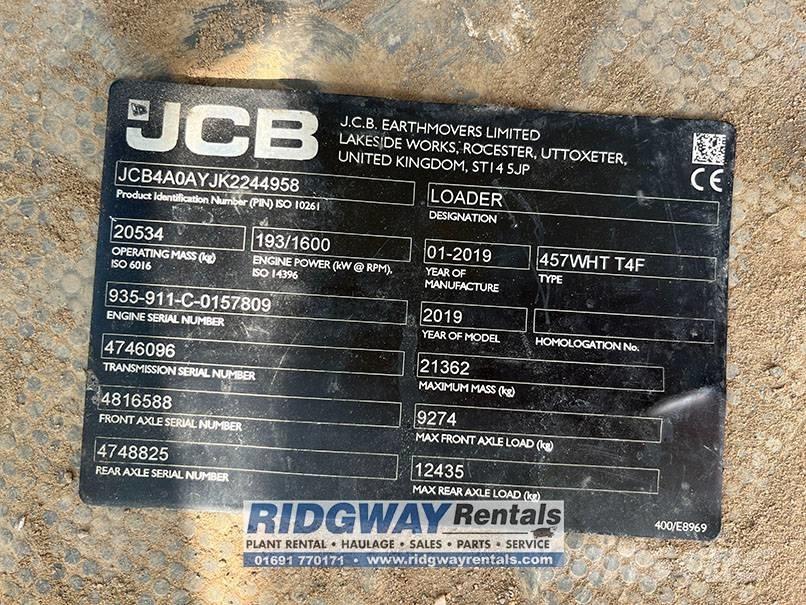 JCB
J.C.B. EARTHMOVERS LIMITED
LAKESIDE WORKS, ROCESTER, UTTOXETER,
UNITED KINGDOM, ST14 5JP
CE
JCB4A0AYJK2244958
Product Identification Number (PIN) ISO 10261
LOADER
DESIGNATION
20534
OPERATING MASS (kg)
ISO 6016
193/1600
ENGINE POWER (kW @ RPM),
ISO 14396
01-2019
YEAR OF
MANUFACTURE
457WHT T4F
TYPE
935-911-C-0157809
ENGINE SERIAL NUMBER
2019
YEAR OF MODEL
HOMOLOGATION No.
4746096
TRANSMISSION SERIAL NUMBER
21362
MAXIMUM MASS (kg)
4816588
FRONT AXLE SERIAL NUMBER
9274
MAX FRONT AXLE LOAD (kg)
4748825
REAR AXLE SERIAL NUMBER
12435
MAX REAR AXLE LOAD (kg)
400/E8969
RIDGWAY Rentals
PLANT RENTAL • HAULAGE • SALES • PARTS • SERVICE
01691 770171 • www.ridgwayrentals.com